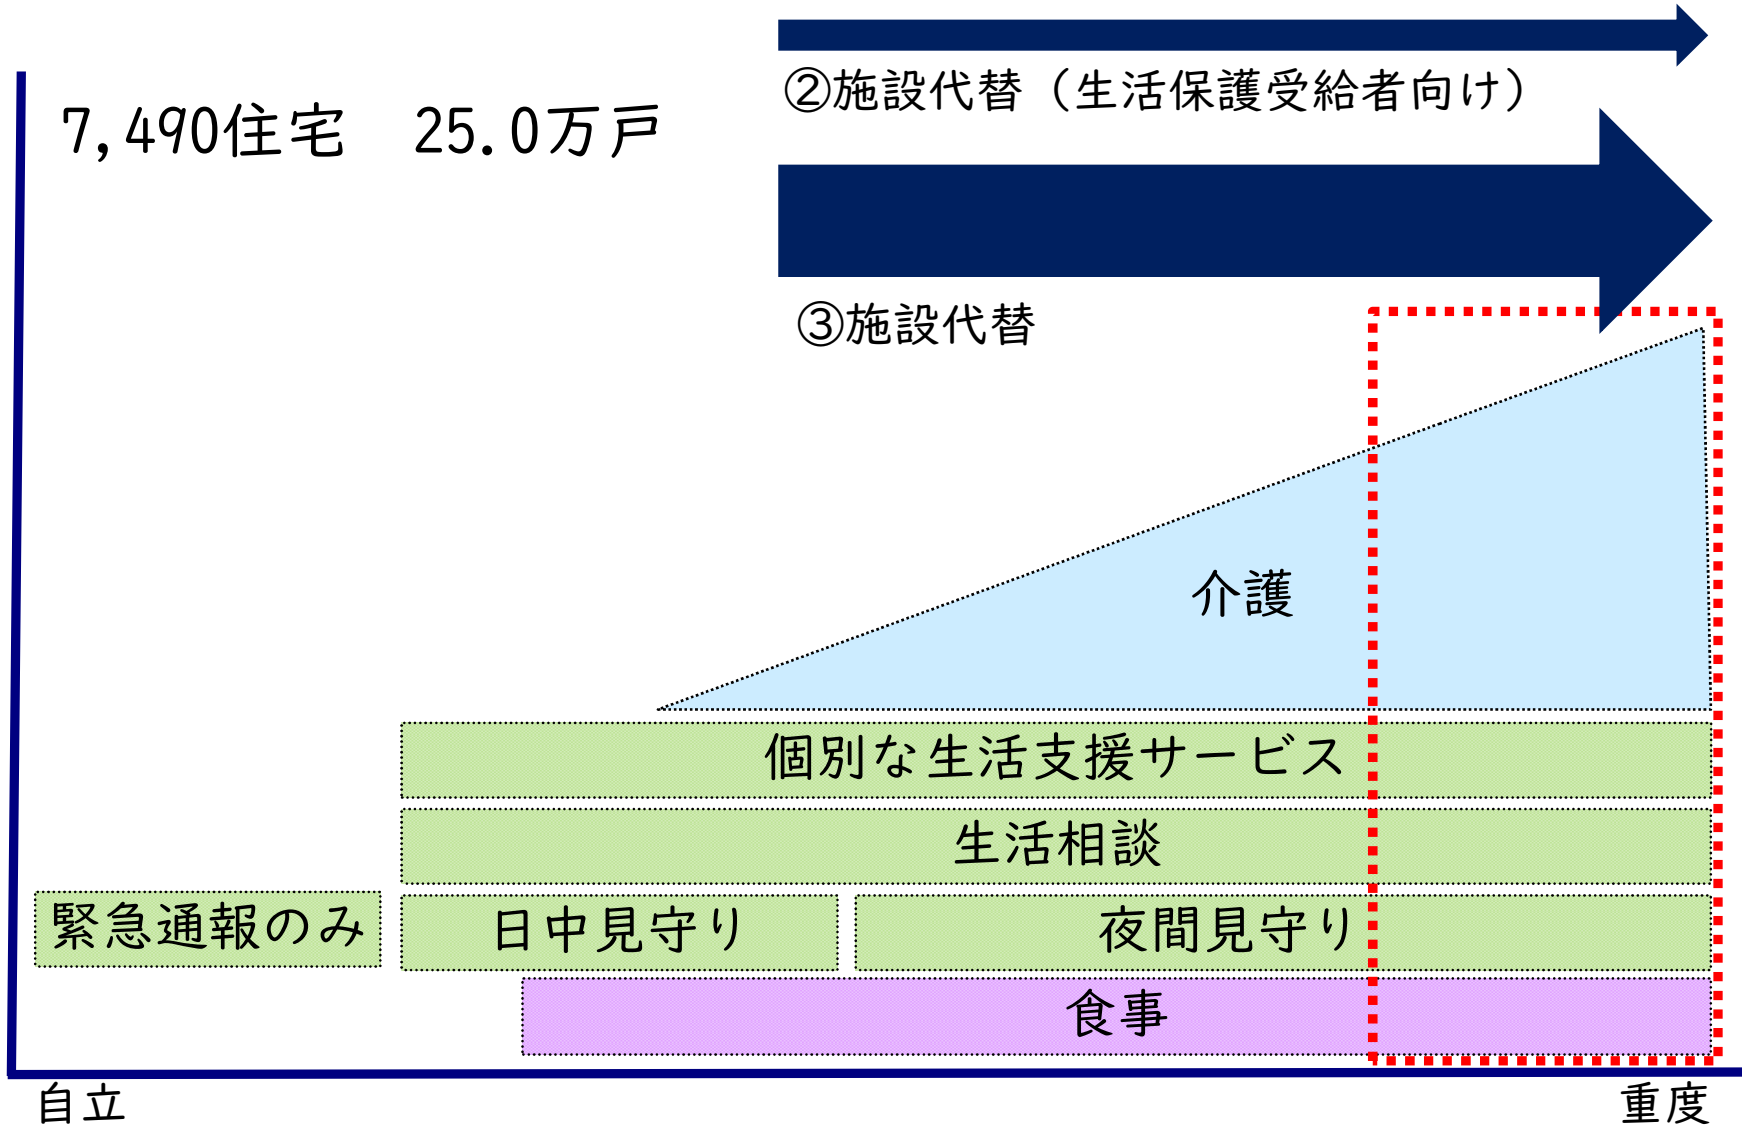 ②施設代替（生活保護受給者向け）
7,490住宅　25.0万戸
③施設代替
介護
個別な生活支援サービス
生活相談
緊急通報のみ
日中見守り
夜間見守り
食事
自立
重度